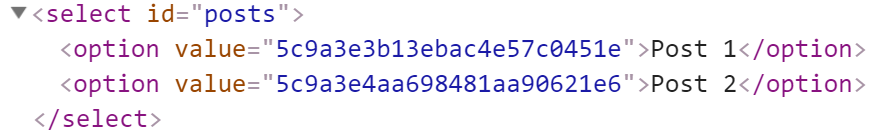 ▼<select id="posts">
<option value="5c9a3e3b13ebac4e57c0451e">Post 1</option>
<option value="5c9a3e4aa698481aa90621e6">Post 2</option>
</select>